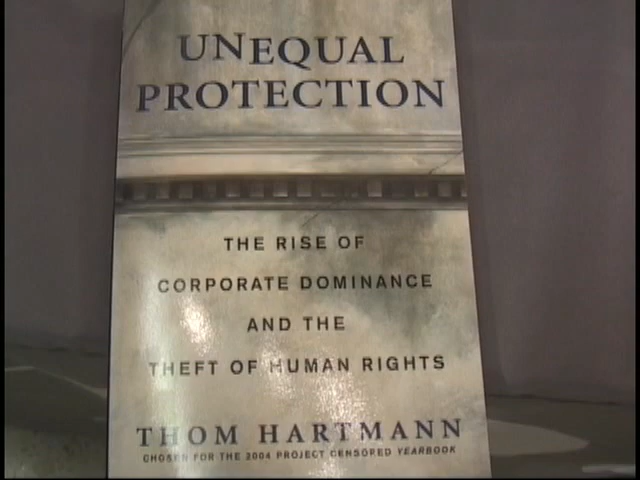 UNEQUAL
PROTECTION
THE RISE OF
CORPORATE DOMINANCE
AND THE
THEFT OF HUMAN RIGHTS
THOM HARTMANN
CHOSEN FOR THE 2004 PROJECT CENSORED YEARBOOK